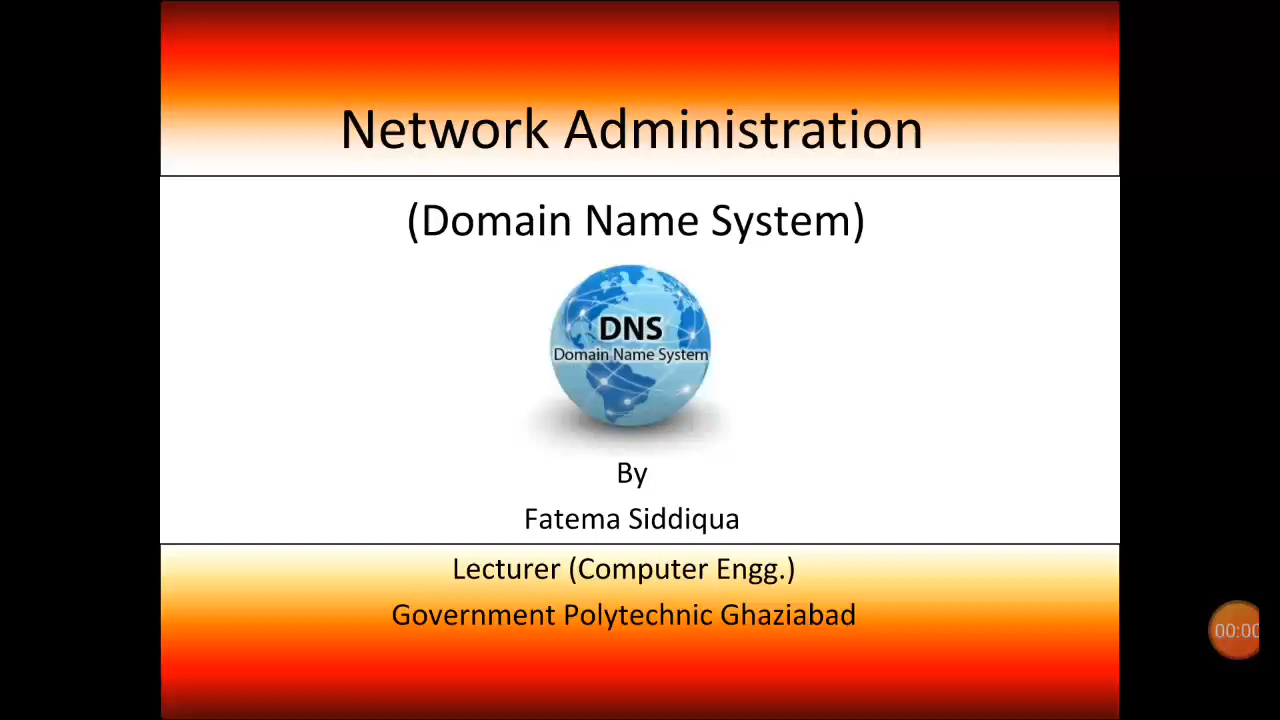 Network Administration
(Domain Name System)
DNS
Domain Name System
By
Fatema Siddiqua
Lecturer (Computer Engg.)
Government Polytechnic Ghaziabad
00:00